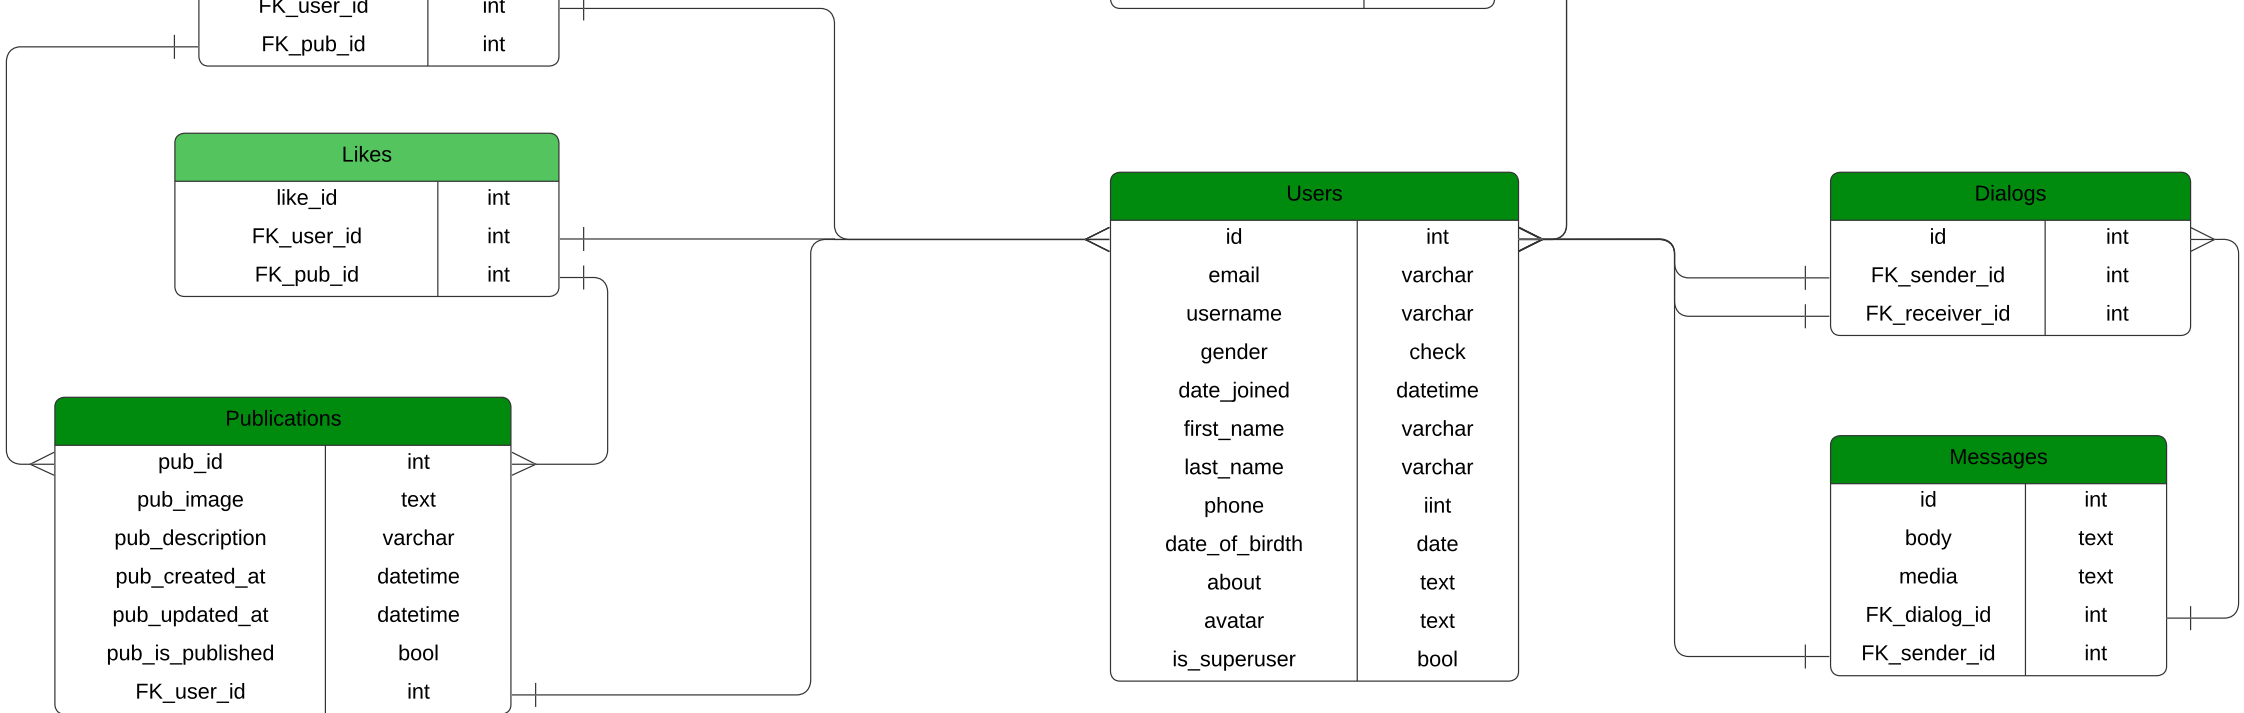 FK_user_id int
FK_pub_id int
Likes
like_id int
FK_user_id int
FK_pub_id int
Publications
pub_id int
pub_image text
pub_description varchar
pub_created_at datetime
pub_updated_at datetime
pub_is_published bool
FK_user_id int
Users
id int
email varchar
username varchar
gender check
date_joined datetime
first_name varchar
last_name varchar
phone iint
date_of_birdth date
about text
avatar text
is_superuser bool
Dialogs
id int
FK_sender_id int
FK_receiver_id int
Messages
id int
body text
media text
FK_dialog_id int
FK_sender_id int